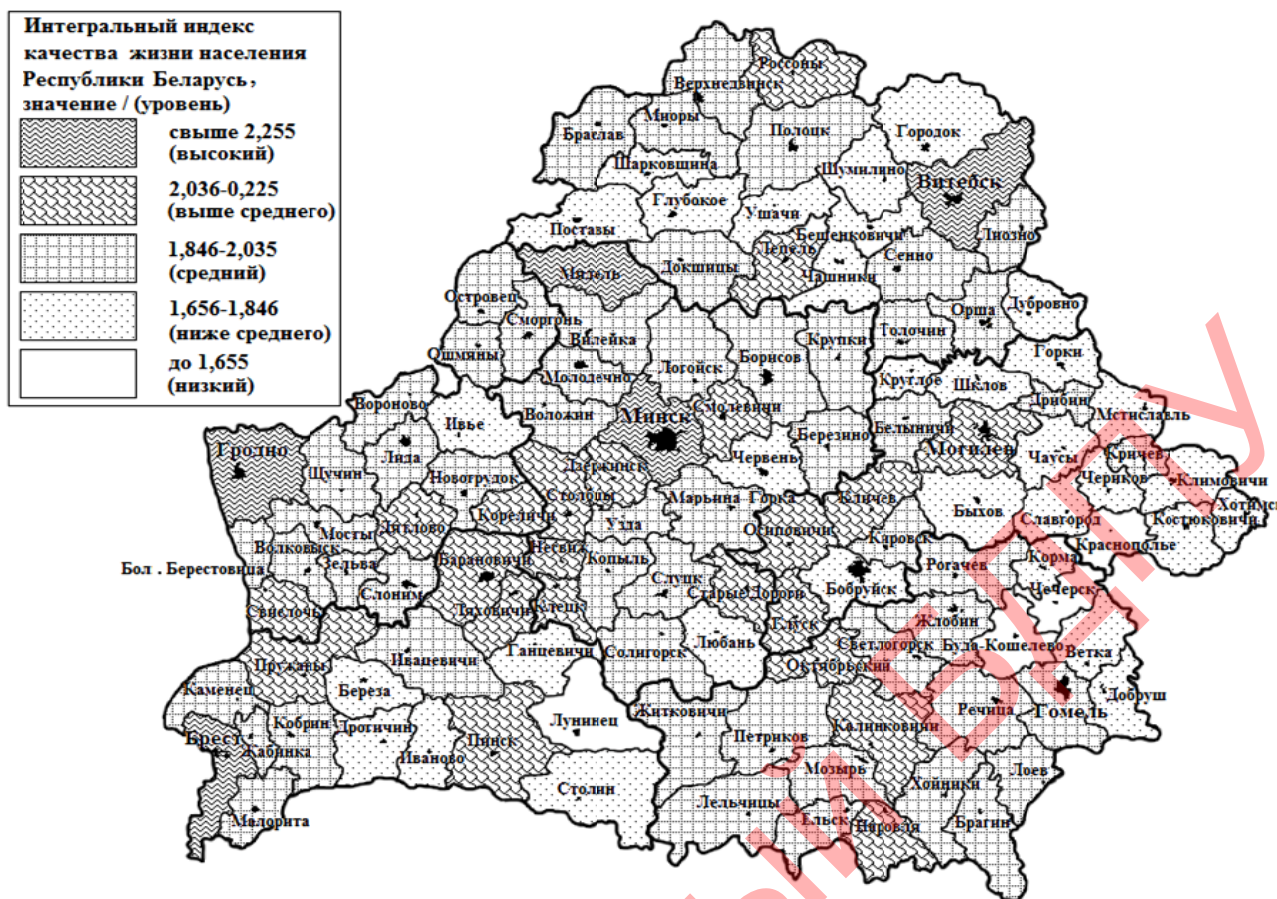 Интегральный индекс
качества жизни населения
Республики Беларусь,
значение / (уровень)
свыше 2,255
(высокий)
2,036-0,225
(выше среднего)
1,846-2,035
(средний)
1,656-1,846
(ниже среднего)
до 1,655
(низкий)
Россоны
Верхнедвинск
Миоры
Браслав
Полоцк
Городок
Шарковщина
Шумилино
Витебск
Глубокое
Ушачи
Поставы
Бешенковичи
Лиозно
Лепель
Сенно
Мядель
Докшицы
Чашники
Островец
Дубровно
Орша
Сморгонь
Толочин
Вилейка
Крупки
Ошмяны
Борисов
Горки
Логойск
Молодечно
Круглое
Шклов
Вороново
Дрибин
Смолевичи
Воложин
Мстиславль
Минск
Ивье
Белыничи
Березино
Гродно
Могилев
Кричев
Лида
Червень
Чаусы
Дзержинск
Щучин
Чериков
Климовичи
Новогрудок
Столбцы
Марьина Горка
Кличев
Хотимск
Кореличи
Быхов
Славгород
Костюковичи
Мосты
Дятлово
Узда
Осиповичи
Кировск
Краснополье
Волковыск
Несвиж
Барановичи
Копыль
Корма
Бол . Берестовица
Зельва
Рогачев
Слуцк
Слоним
Старые Дороги
Бобруйск
Чечерск
Свислочь
Ляховичи
Клецк
Жлобин
Глуск
Любань
Светлогорск
Буда-Кошелево
Ганцевичи
Солигорск
Ивацевичи
Ветка
Пружаны
Октябрьский
Каменец
Береза
Добруш
Речица
Гомель
Житковичи
Лунинец
Кобрин
Дрогичин
Калинковичи
Брест
Пинск
Петриков
Жабинка
Иваново
Мозырь
Лоев
Хойники
Столин
Лельчицы
Малорита
Ельск
Брагин
Наровля
БГПУ